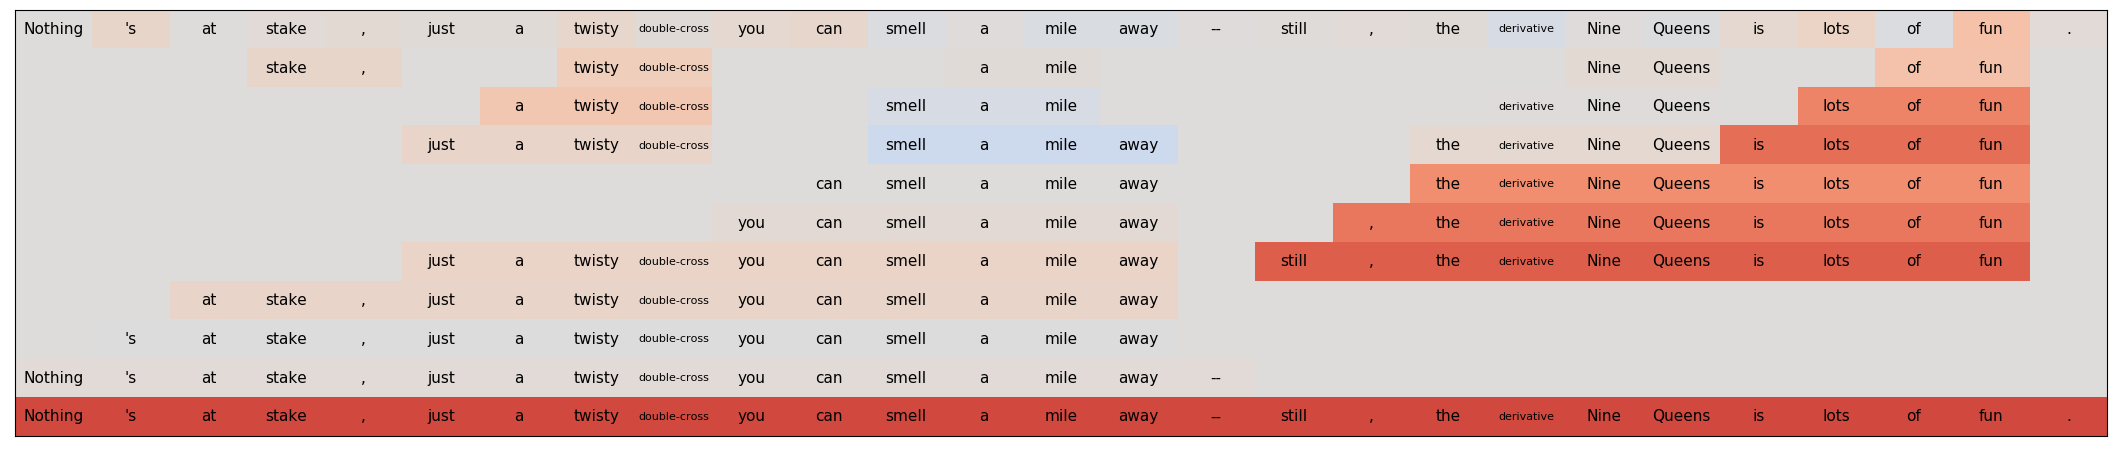 Nothing 's at stake , just a twisty double-cross you can smell a mile away -- still , the derivative Nine Queens is lots of fun .
stake , twisty double-cross a mile Nine Queens of fun
a twisty double-cross smell a mile derivative Nine Queens lots of fun
just a twisty double-cross smell a mile away the derivative Nine Queens is lots of fun
can smell a mile away the derivative Nine Queens is lots of fun
you can smell a mile away , the derivative Nine Queens is lots of fun
just a twisty double-cross you can smell a mile away still , the derivative Nine Queens is lots of fun
at stake , just a twisty double-cross you can smell a mile away
's at stake , just a twisty double-cross you can smell a mile away
Nothing 's at stake , just a twisty double-cross you can smell a mile away --
Nothing 's at stake , just a twisty double-cross you can smell a mile away -- still , the derivative Nine Queens is lots of fun .